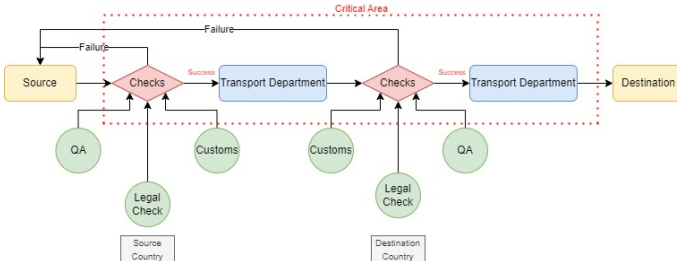 Critical Area
Failure
Failure
Source
Checks
Success
Transport Department
Checks
Success
Transport Department
Destination
QA
Customs
Customs
QA
Legal
Check
Legal
Check
Source
Country
Destination
Country